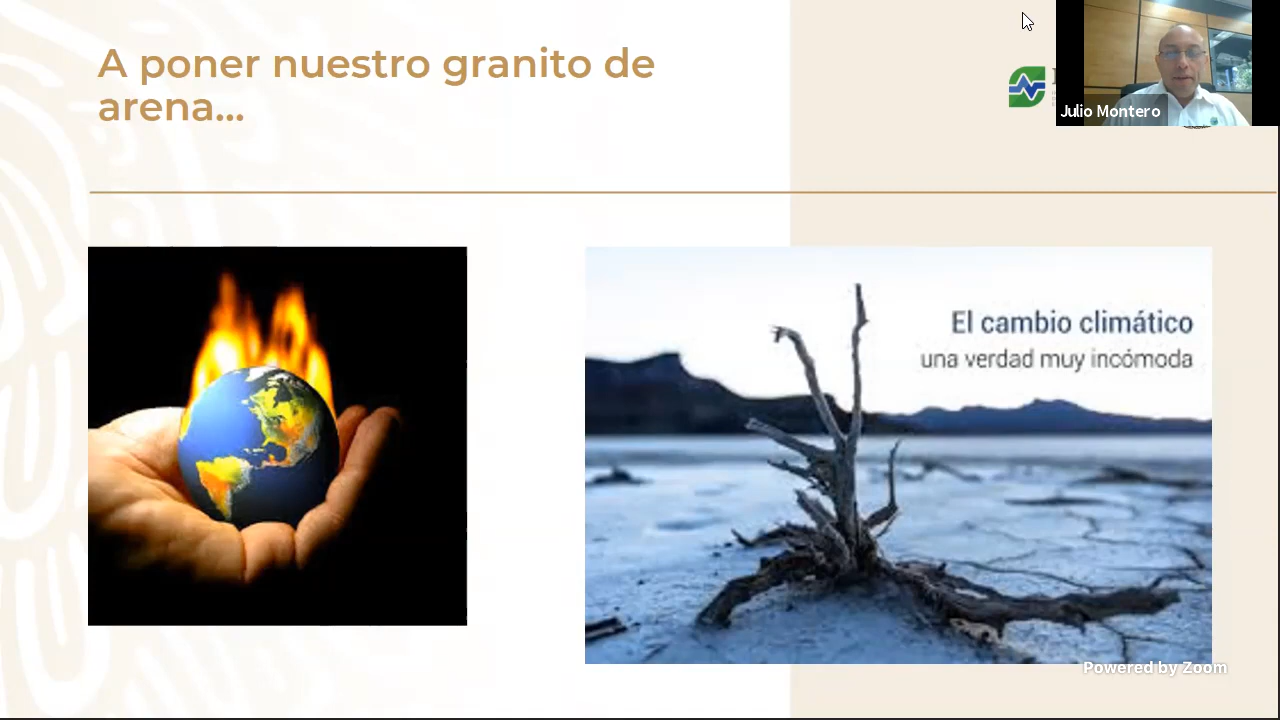 A poner nuestro granito de
arena...
Julio Montero
El cambio climático
una verdad muy incómoda
Powered by Zoom